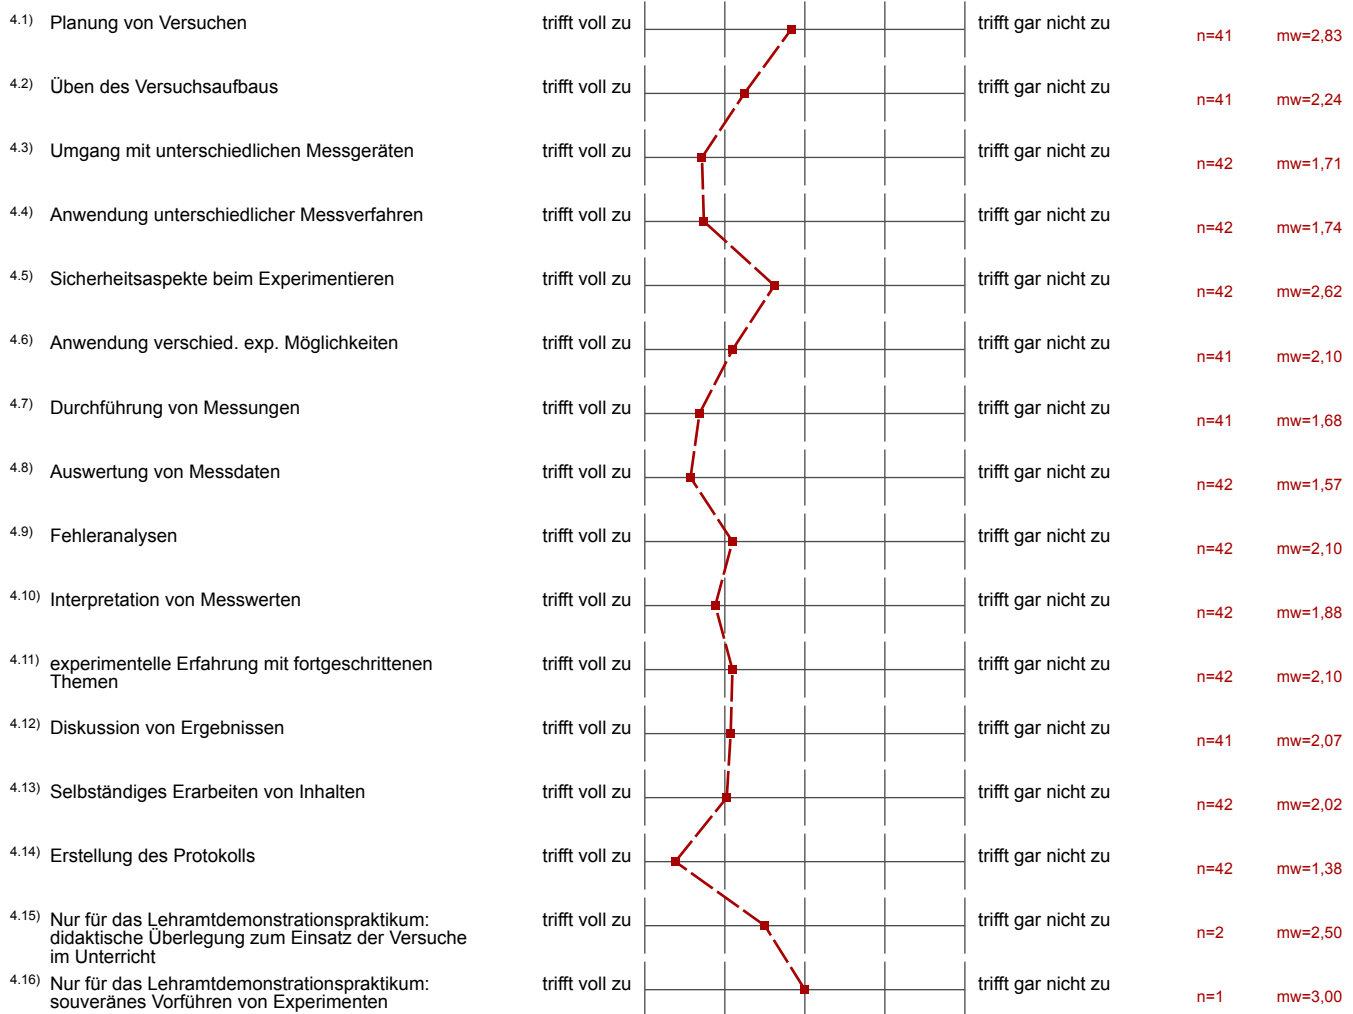 4.1) Planung von Versuchen trifft voll zu trifft gar nicht zu n=41 mw=2,83
4.2) Üben des Versuchsaufbaus trifft voll zu trifft gar nicht zu n=41 mw=2,24
4.3) Umgang mit unterschiedlichen Messgeräten trifft voll zu trifft gar nicht zu n=42 mw=1,71
4.4) Anwendung unterschiedlicher Messverfahren trifft voll zu trifft gar nicht zu n=42 mw=1,74
4.5) Sicherheitsaspekte beim Experimentieren trifft voll zu trifft gar nicht zu n=42 mw=2,62
4.6) Anwendung verschied. exp. Möglichkeiten trifft voll zu trifft gar nicht zu n=41 mw=2,10
4.7) Durchführung von Messungen trifft voll zu trifft gar nicht zu n=41 mw=1,68
4.8) Auswertung von Messdaten trifft voll zu trifft gar nicht zu n=42 mw=1,57
4.9) Fehleranalysen trifft voll zu trifft gar nicht zu n=42 mw=2,10
4.10) Interpretation von Messwerten trifft voll zu trifft gar nicht zu n=42 mw=1,88
4.11) experimentelle Erfahrung mit fortgeschrittenen trifft voll zu trifft gar nicht zu n=42 mw=2,10
Themen
4.12) Diskussion von Ergebnissen trifft voll zu trifft gar nicht zu n=41 mw=2,07
4.13) Selbständiges Erarbeiten von Inhalten trifft voll zu trifft gar nicht zu n=42 mw=2,02
4.14) Erstellung des Protokolls trifft voll zu trifft gar nicht zu n=42 mw=1,38
4.15) Nur für das Lehramtdemonstrationspraktikum: trifft voll zu trifft gar nicht zu n=2 mw=2,50
didaktische Überlegung zum Einsatz der Versuche
im Unterricht
4.16) Nur für das Lehramtdemonstrationspraktikum: trifft voll zu trifft gar nicht zu n=1 mw=3,00
souveränes Vorführen von Experimenten